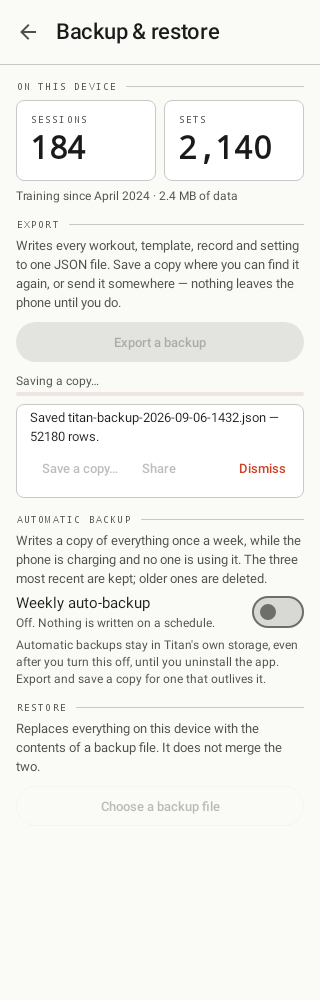 Backup & restore
ON THIS DEVICE
SESSIONS
184
SETS
2,140
Training since April 2024 · 2.4 MB of data
EXPORT
Writes every workout, template, record and setting
to one JSON file. Save a copy where you can find it
again, or send it somewhere — nothing leaves the
phone until you do.
Export a backup
Saving a copy…
Saved titan-backup-2026-09-06-1432.json —
52180 rows.
Save a copy… Share Dismiss
AUTOMATIC BACKUP
Writes a copy of everything once a week, while the
phone is charging and no one is using it. The three
most recent are kept; older ones are deleted.
Weekly auto-backup
Off. Nothing is written on a schedule.
Automatic backups stay in Titan's own storage, even
after you turn this off, until you uninstall the app.
Export and save a copy for one that outlives it.
RESTORE
Replaces everything on this device with the
contents of a backup file. It does not merge the
two.
Choose a backup file